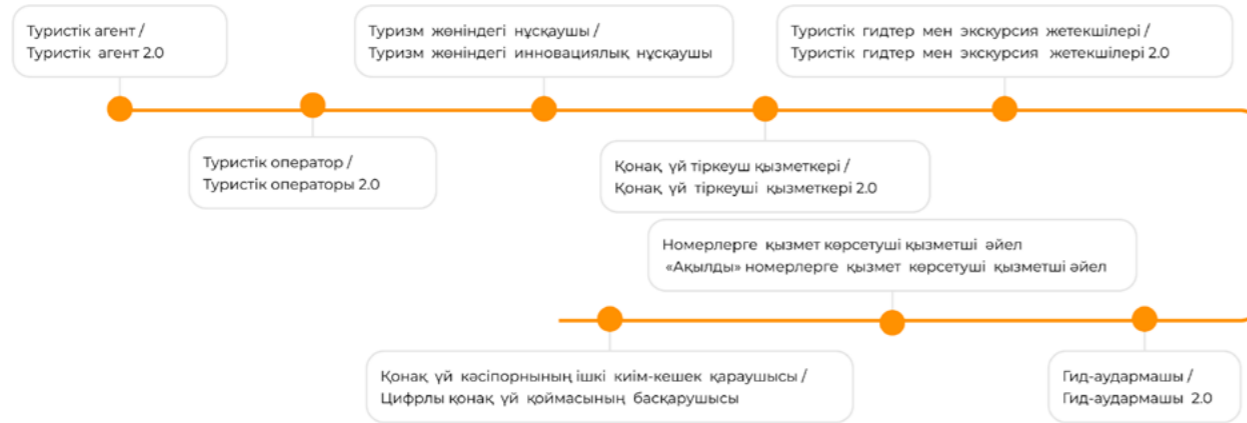 Туристік агент /
Туристік агент 2.0
Туризм жөніндегі нұсқаушы /
Туризм жөніндегі инновациялық нұсқаушы
Туристік гидтер мен экскурсия жетекшілері /
Туристік гидтер мен экскурсия жетекшілері 2.0
Туристік оператор /
Туристік операторы 2.0
Қонақ үй тіркеуш қызметкері /
Қонақ үй тіркеуші қызметкері 2.0
Номерлерге қызмет көрсетуші қызметші әйел
«Ақылды» номерлерге қызмет көрсетуші қызметші әйел
Қонақ үй кәсіпорнының ішкі киім-кешек қараушысы /
Цифрлы қонақ үй қоймасының басқарушысы
Гид-аудармашы /
Гид-аудармашы 2.0